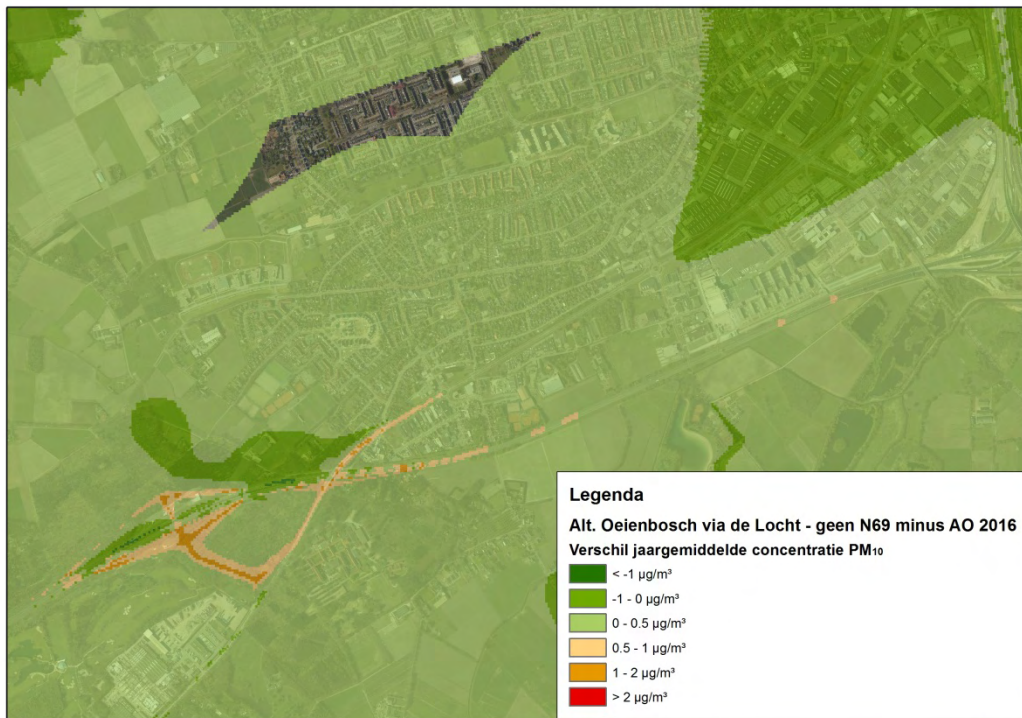 Legenda
Alt. Oeienbosch via de Locht - geen N69 minus AO 2016
Verschil jaargemiddelde concentratie PM₁₀
< -1 µg/m³
-1 - 0 µg/m³
0 - 0.5 µg/m³
0.5 - 1 µg/m³
1 - 2 µg/m³
> 2 µg/m³